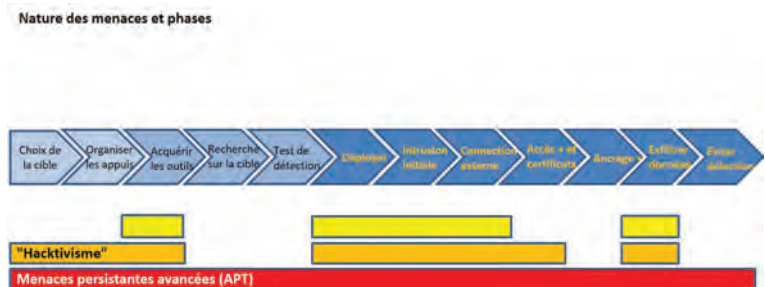 Nature des menaces et phases
Choix de
la cible
Organiser
les appuis
Acquérir
les outils
Recherche
sur la cible
Test de
détection
Déployer
Intrusion
initiale
Connection
externe
Accès + et
certificats
Ancrage +
Exfiltrer
données
Eviter
détection
"Hacktivisme"
Menaces persistantes avancées (APT)